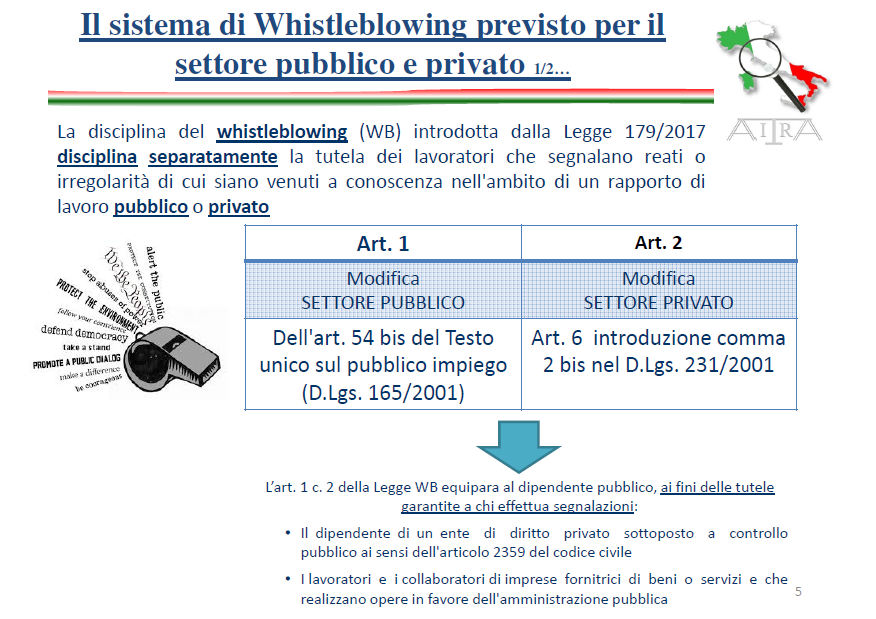 Il sistema di Whistleblowing previsto per il
settore pubblico e privato 1/2...
AITRA
La disciplina del whistleblowing (WB) introdotta dalla Legge 179/2017
disciplina separatamente la tutela dei lavoratori che segnalano reati o
irregolarità di cui siano venuti a conoscenza nell'ambito di un rapporto di
lavoro pubblico o privato
alert the public
PROTECT THE CONSTITUTION
We the People
stop abuses of power
PROTECT THE ENVIRONMENT
follow your conscience
defend democracy
take a stand
PROMOTE A PUBLIC DIALOG
make a difference
be courageous
Art. 1
Art. 2
Modifica
SETTORE PUBBLICO
Modifica
SETTORE PRIVATO
Dell'art. 54 bis del Testo
unico sul pubblico impiego
(D.Lgs. 165/2001)
Art. 6 introduzione comma
2 bis nel D.Lgs. 231/2001
L'art. 1 c. 2 della Legge WB equipara al dipendente pubblico, ai fini delle tutele
garantite a chi effettua segnalazioni:
• Il dipendente di un ente di diritto privato sottoposto a controllo
pubblico ai sensi dell'articolo 2359 del codice civile
• I lavoratori e i collaboratori di imprese fornitrici di beni o servizi e che
realizzano opere in favore dell'amministrazione pubblica
5